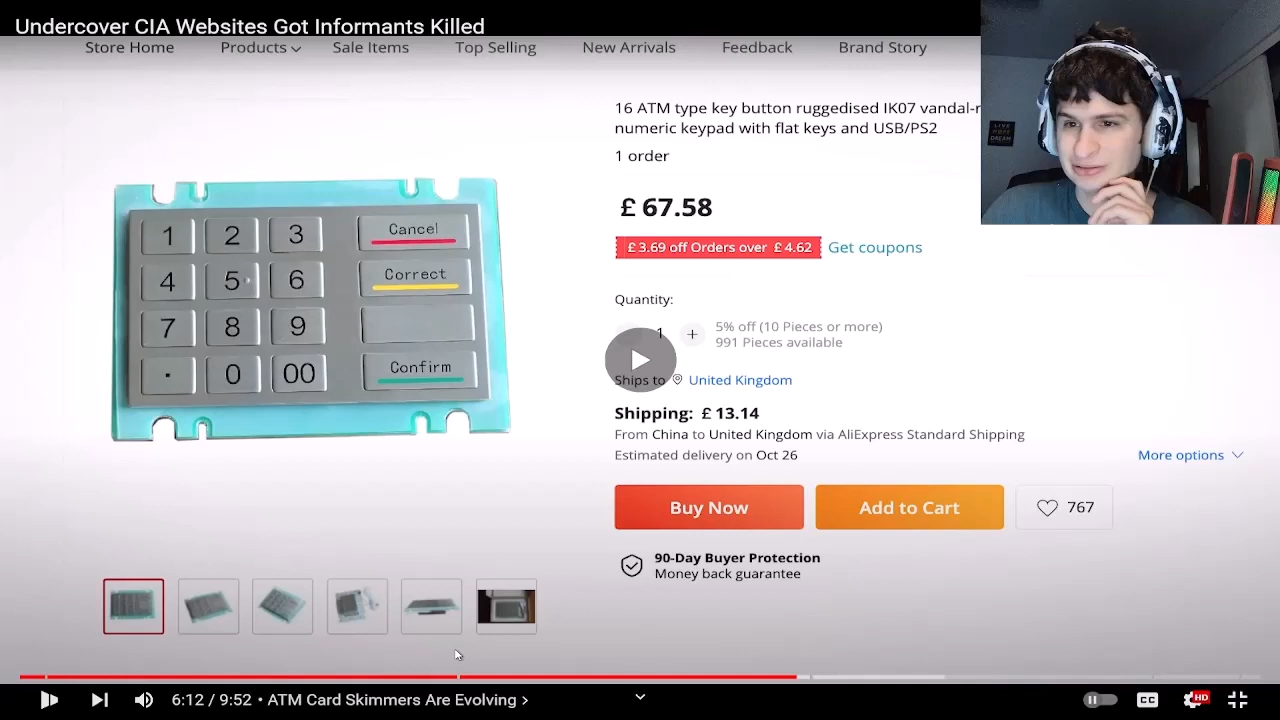 Undercover CIA Websites Got Informants Killed
Store Home Products Sale Items Top Selling New Arrivals Feedback Brand Story
16 ATM type key button ruggedised IK07 vandal-
numeric keypad with flat keys and USB/PS2
1 order
£ 67.58
£ 3.69 off Orders over £ 4.62 Get coupons
1 2 3 Cancel
4 5 6 Correct
7 8 9
. 0 00 Confirm
Quantity:
1 + 5% off (10 Pieces or more)
991 Pieces available
Ships to United Kingdom
Shipping: £ 13.14
From China to United Kingdom via AliExpress Standard Shipping
Estimated delivery on Oct 26
More options
Buy Now Add to Cart 767
90-Day Buyer Protection
Money back guarantee
LIVE
DREAM
6:12 / 9:52 • ATM Card Skimmers Are Evolving >
CC HD